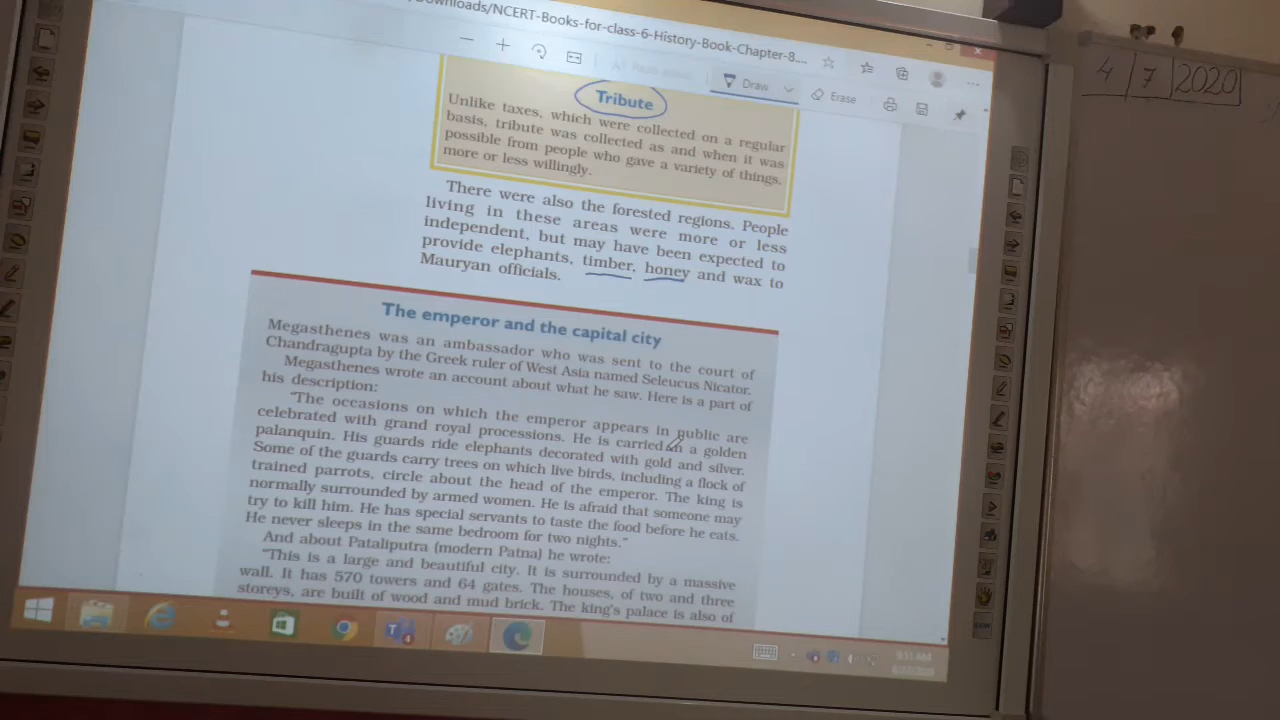 /Downloads/NCERT-Books-for-class-6-History-Book-Chapter-8....
Draw
Erase
4 7 2020
Tribute
Unlike taxes, which were collected on a regular
basis, tribute was collected as and when it was
possible from people who gave a variety of things,
more or less willingly.
There were also the forested regions. People
living in these areas were more or less
independent, but may have been expected to
provide elephants, timber, honey and wax to
Mauryan officials.
The emperor and the capital city
Megasthenes was an ambassador who was sent to the court of
Chandragupta by the Greek ruler of West Asia named Seleucus Nicator.
Megasthenes wrote an account about what he saw. Here is a part of
his description:
"The occasions on which the emperor appears in public are
celebrated with grand royal processions. He is carried in a golden
palanquin. His guards ride elephants decorated with gold and silver.
Some of the guards carry trees on which live birds, including a flock of
trained parrots, circle about the head of the emperor. The king is
normally surrounded by armed women. He is afraid that someone may
try to kill him. He has special servants to taste the food before he eats.
He never sleeps in the same bedroom for two nights."
And about Pataliputra (modern Patna) he wrote:
"This is a large and beautiful city. It is surrounded by a massive
wall. It has 570 towers and 64 gates. The houses, of two and three
storeys, are built of wood and mud brick. The king's palace is also of
9:51 AM